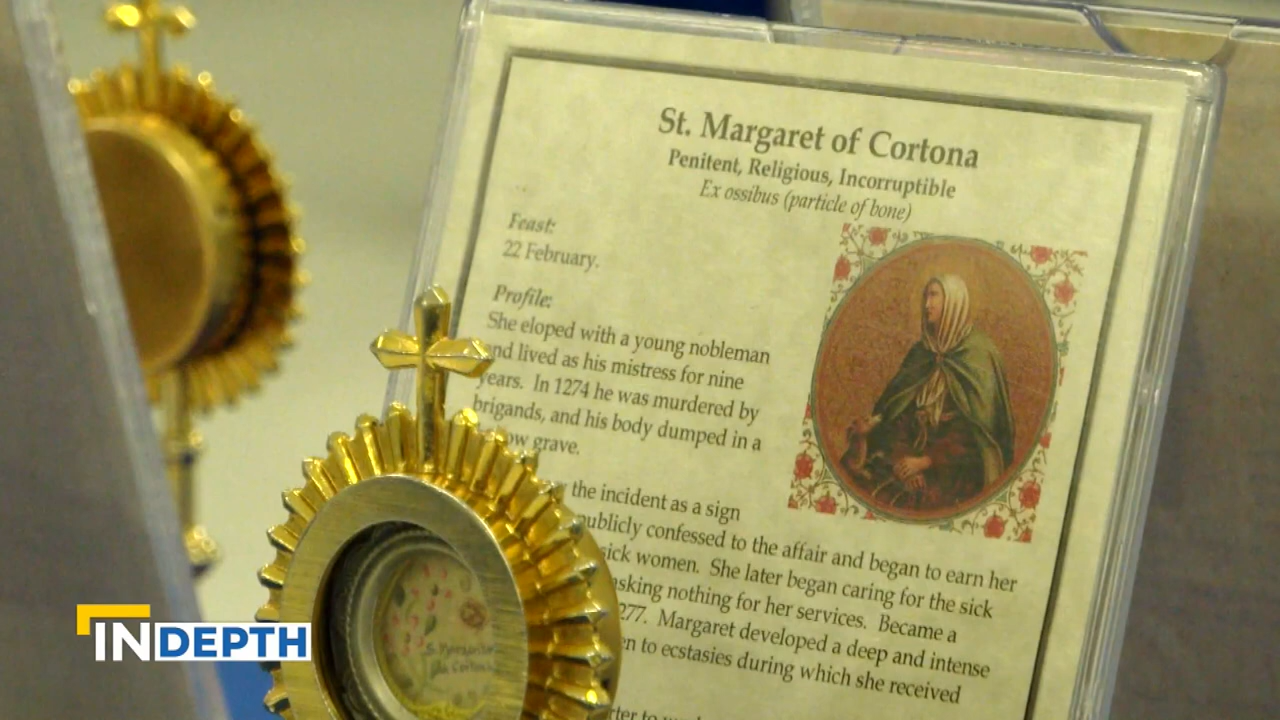 St. Margaret of Cortona
Penitent, Religious, Incorruptible
Ex ossibus (particle of bone)
Feast:
22 February.
Profile:
She eloped with a young nobleman
and lived as his mistress for nine
years. In 1274 he was murdered by
brigands, and his body dumped in a
grave.
the incident as a sign
publicly confessed to the affair and began to earn her
sick women. She later began caring for the sick
asking nothing for her services. Became a
277. Margaret developed a deep and intense
to ecstasies during which she received
INDEPTH